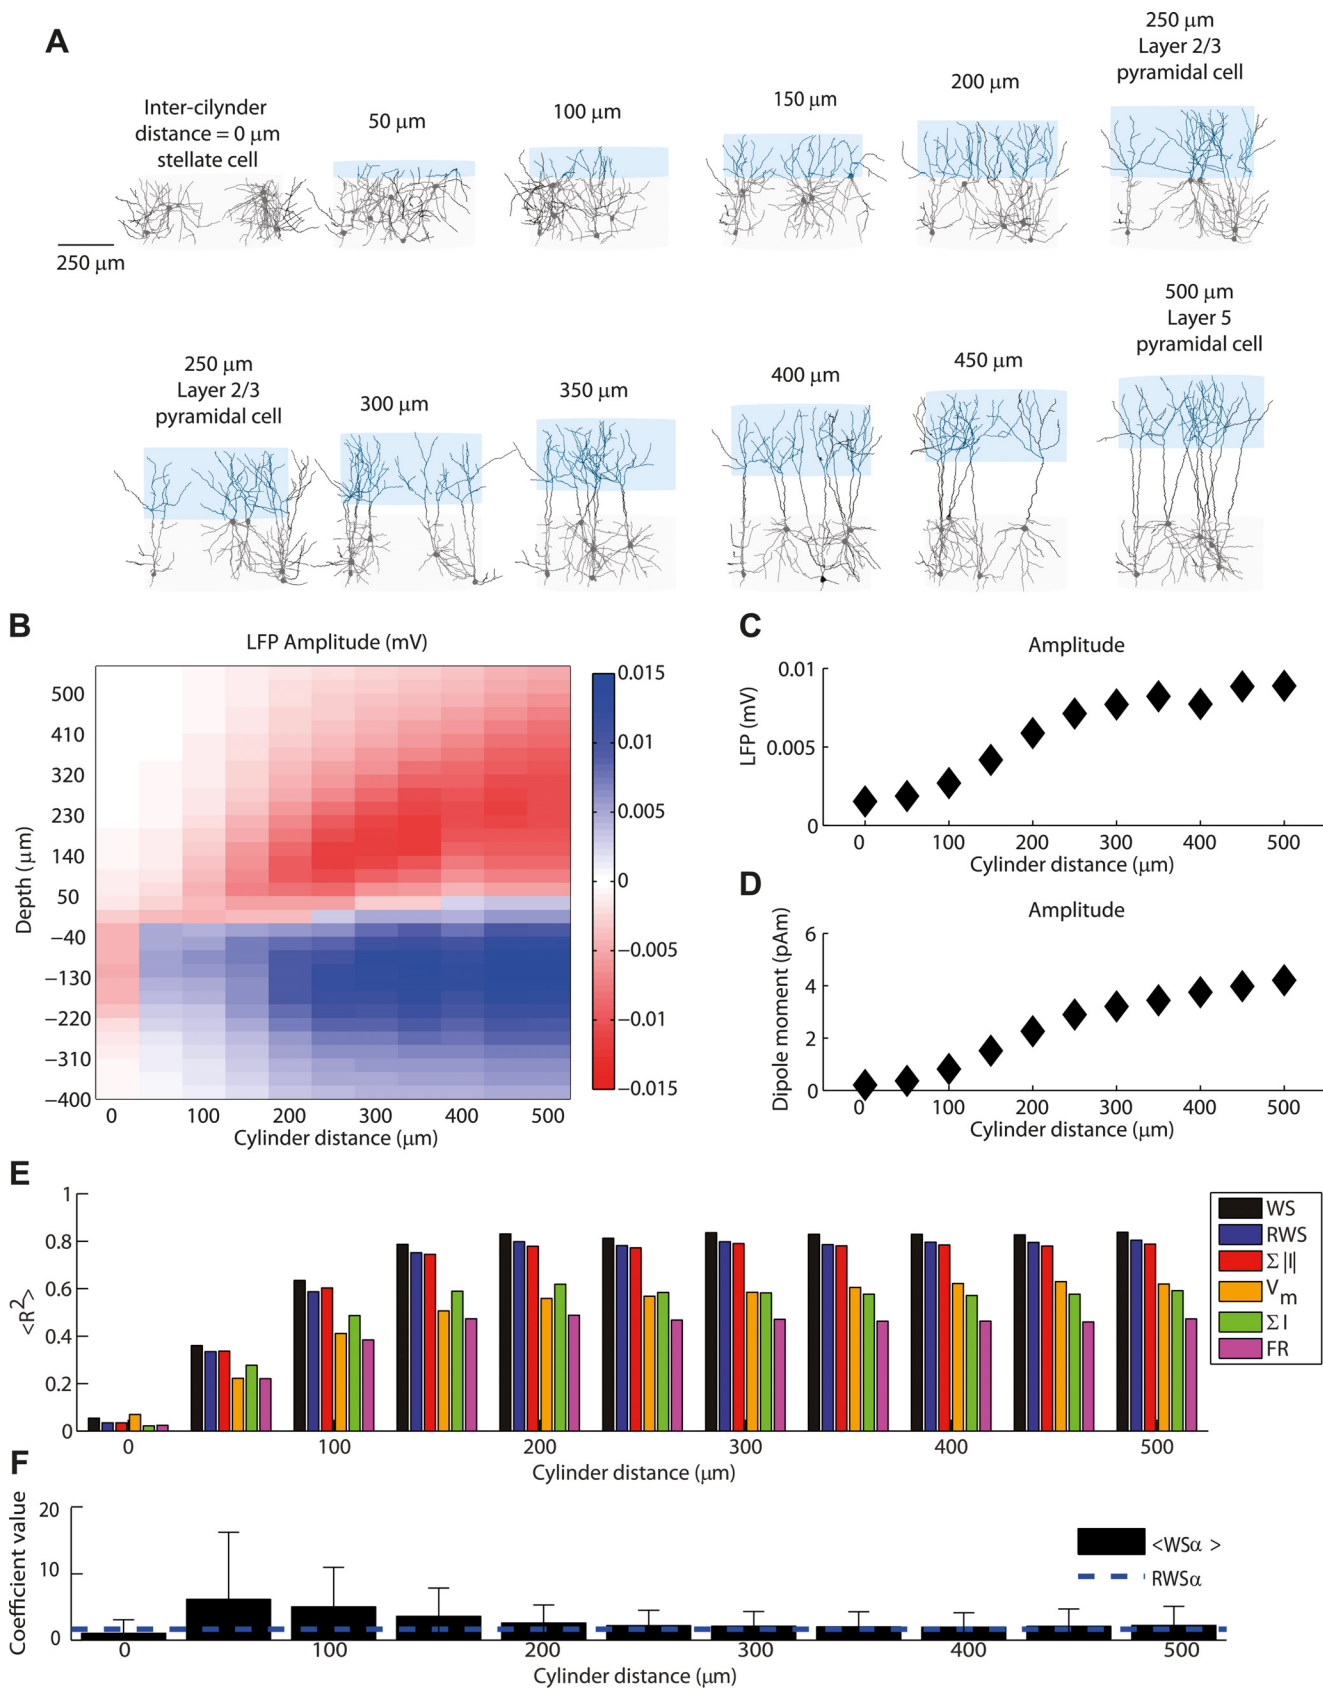 A
Inter-cilynder
distance = 0 μm
stellate cell
50 μm
100 μm
150 μm
200 μm
250 μm
Layer 2/3
pyramidal cell
250 μm
250 μm
Layer 2/3
pyramidal cell
300 μm
350 μm
400 μm
450 μm
500 μm
Layer 5
pyramidal cell
B
LFP Amplitude (mV)
Depth (μm)
500
410
320
230
140
50
−40
−130
−220
−310
−400
0 100 200 300 400 500
Cylinder distance (μm)
0.015
0.01
0.005
0
−0.005
−0.01
−0.015
C
Amplitude
LFP (mV)
0.01
0.005
0
0 100 200 300 400 500
Cylinder distance (μm)
D
Amplitude
Dipole moment (pAm)
6
4
2
0
0 100 200 300 400 500
Cylinder distance (μm)
E
<R2>
1
0.8
0.6
0.4
0.2
0
0 100 200 300 400 500
Cylinder distance (μm)
WS
RWS
Σ |I|
Vm
Σ I
FR
F
Coefficient value
20
10
0
0 100 200 300 400 500
Cylinder distance (μm)
<WSα >
RWSα